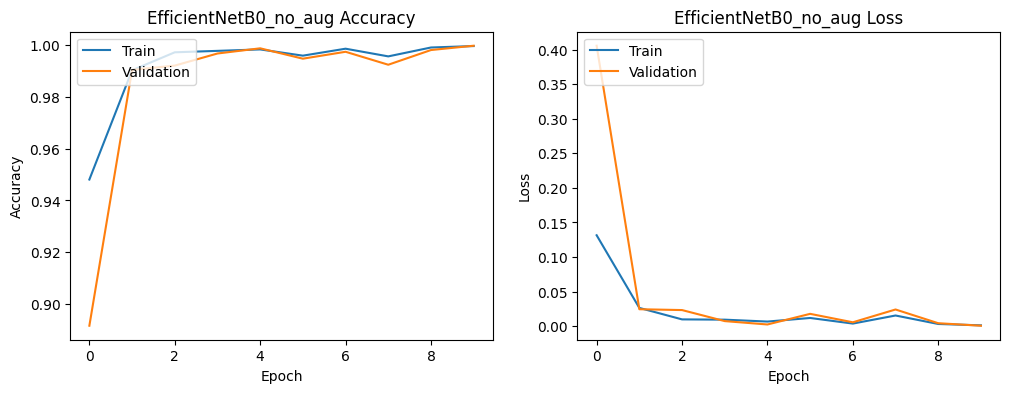 EfficientNetB0_no_aug Accuracy
1.00
0.98
0.96
0.94
0.92
0.90
Accuracy
Train
Validation
0 2 4 6 8
Epoch
EfficientNetB0_no_aug Loss
0.40
0.35
0.30
0.25
0.20
0.15
0.10
0.05
0.00
Loss
Train
Validation
0 2 4 6 8
Epoch